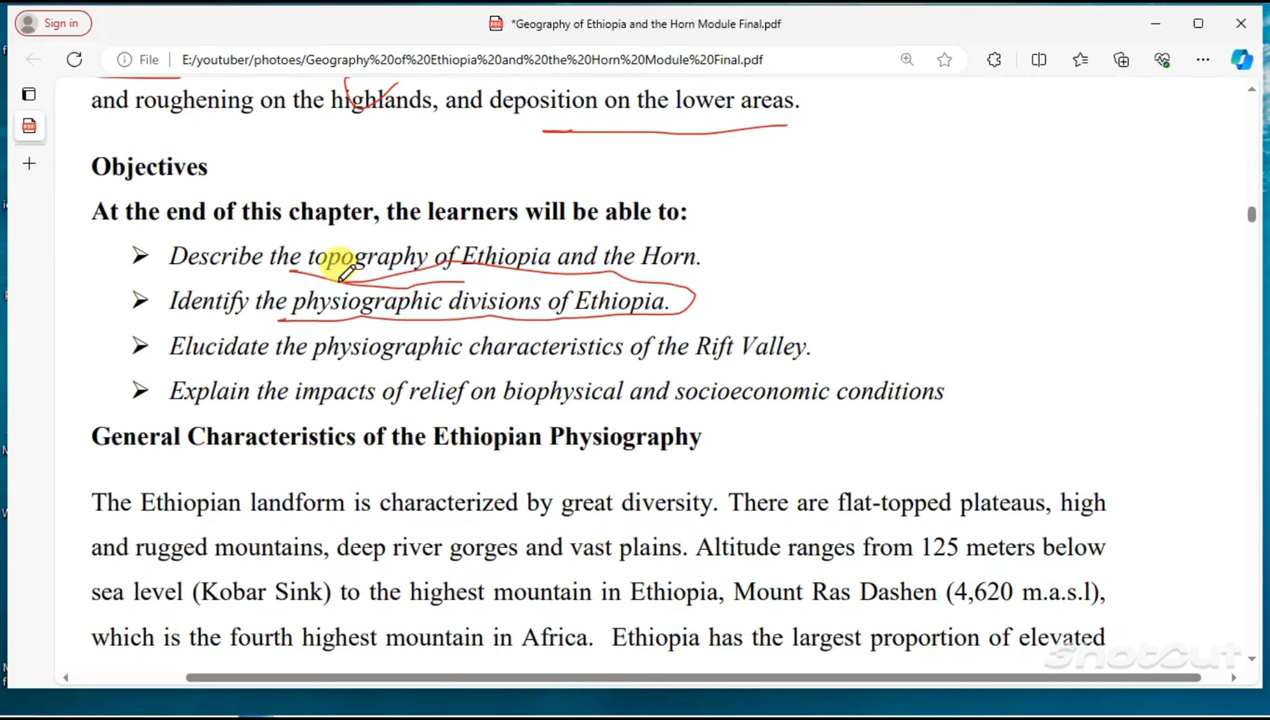 Sign in
*Geography of Ethiopia and the Horn Module Final.pdf
File
E:/youtuber/photoes/Geography%20of%20Ethiopia%20and%20the%20Horn%20Module%20Final.pdf
and roughening on the highlands, and deposition on the lower areas.
Objectives
At the end of this chapter, the learners will be able to:
➢ Describe the topography of Ethiopia and the Horn.
➢ Identify the physiographic divisions of Ethiopia.
➢ Elucidate the physiographic characteristics of the Rift Valley.
➢ Explain the impacts of relief on biophysical and socioeconomic conditions
General Characteristics of the Ethiopian Physiography
The Ethiopian landform is characterized by great diversity. There are flat-topped plateaus, high
and rugged mountains, deep river gorges and vast plains. Altitude ranges from 125 meters below
sea level (Kobar Sink) to the highest mountain in Ethiopia, Mount Ras Dashen (4,620 m.a.s.l),
which is the fourth highest mountain in Africa. Ethiopia has the largest proportion of elevated